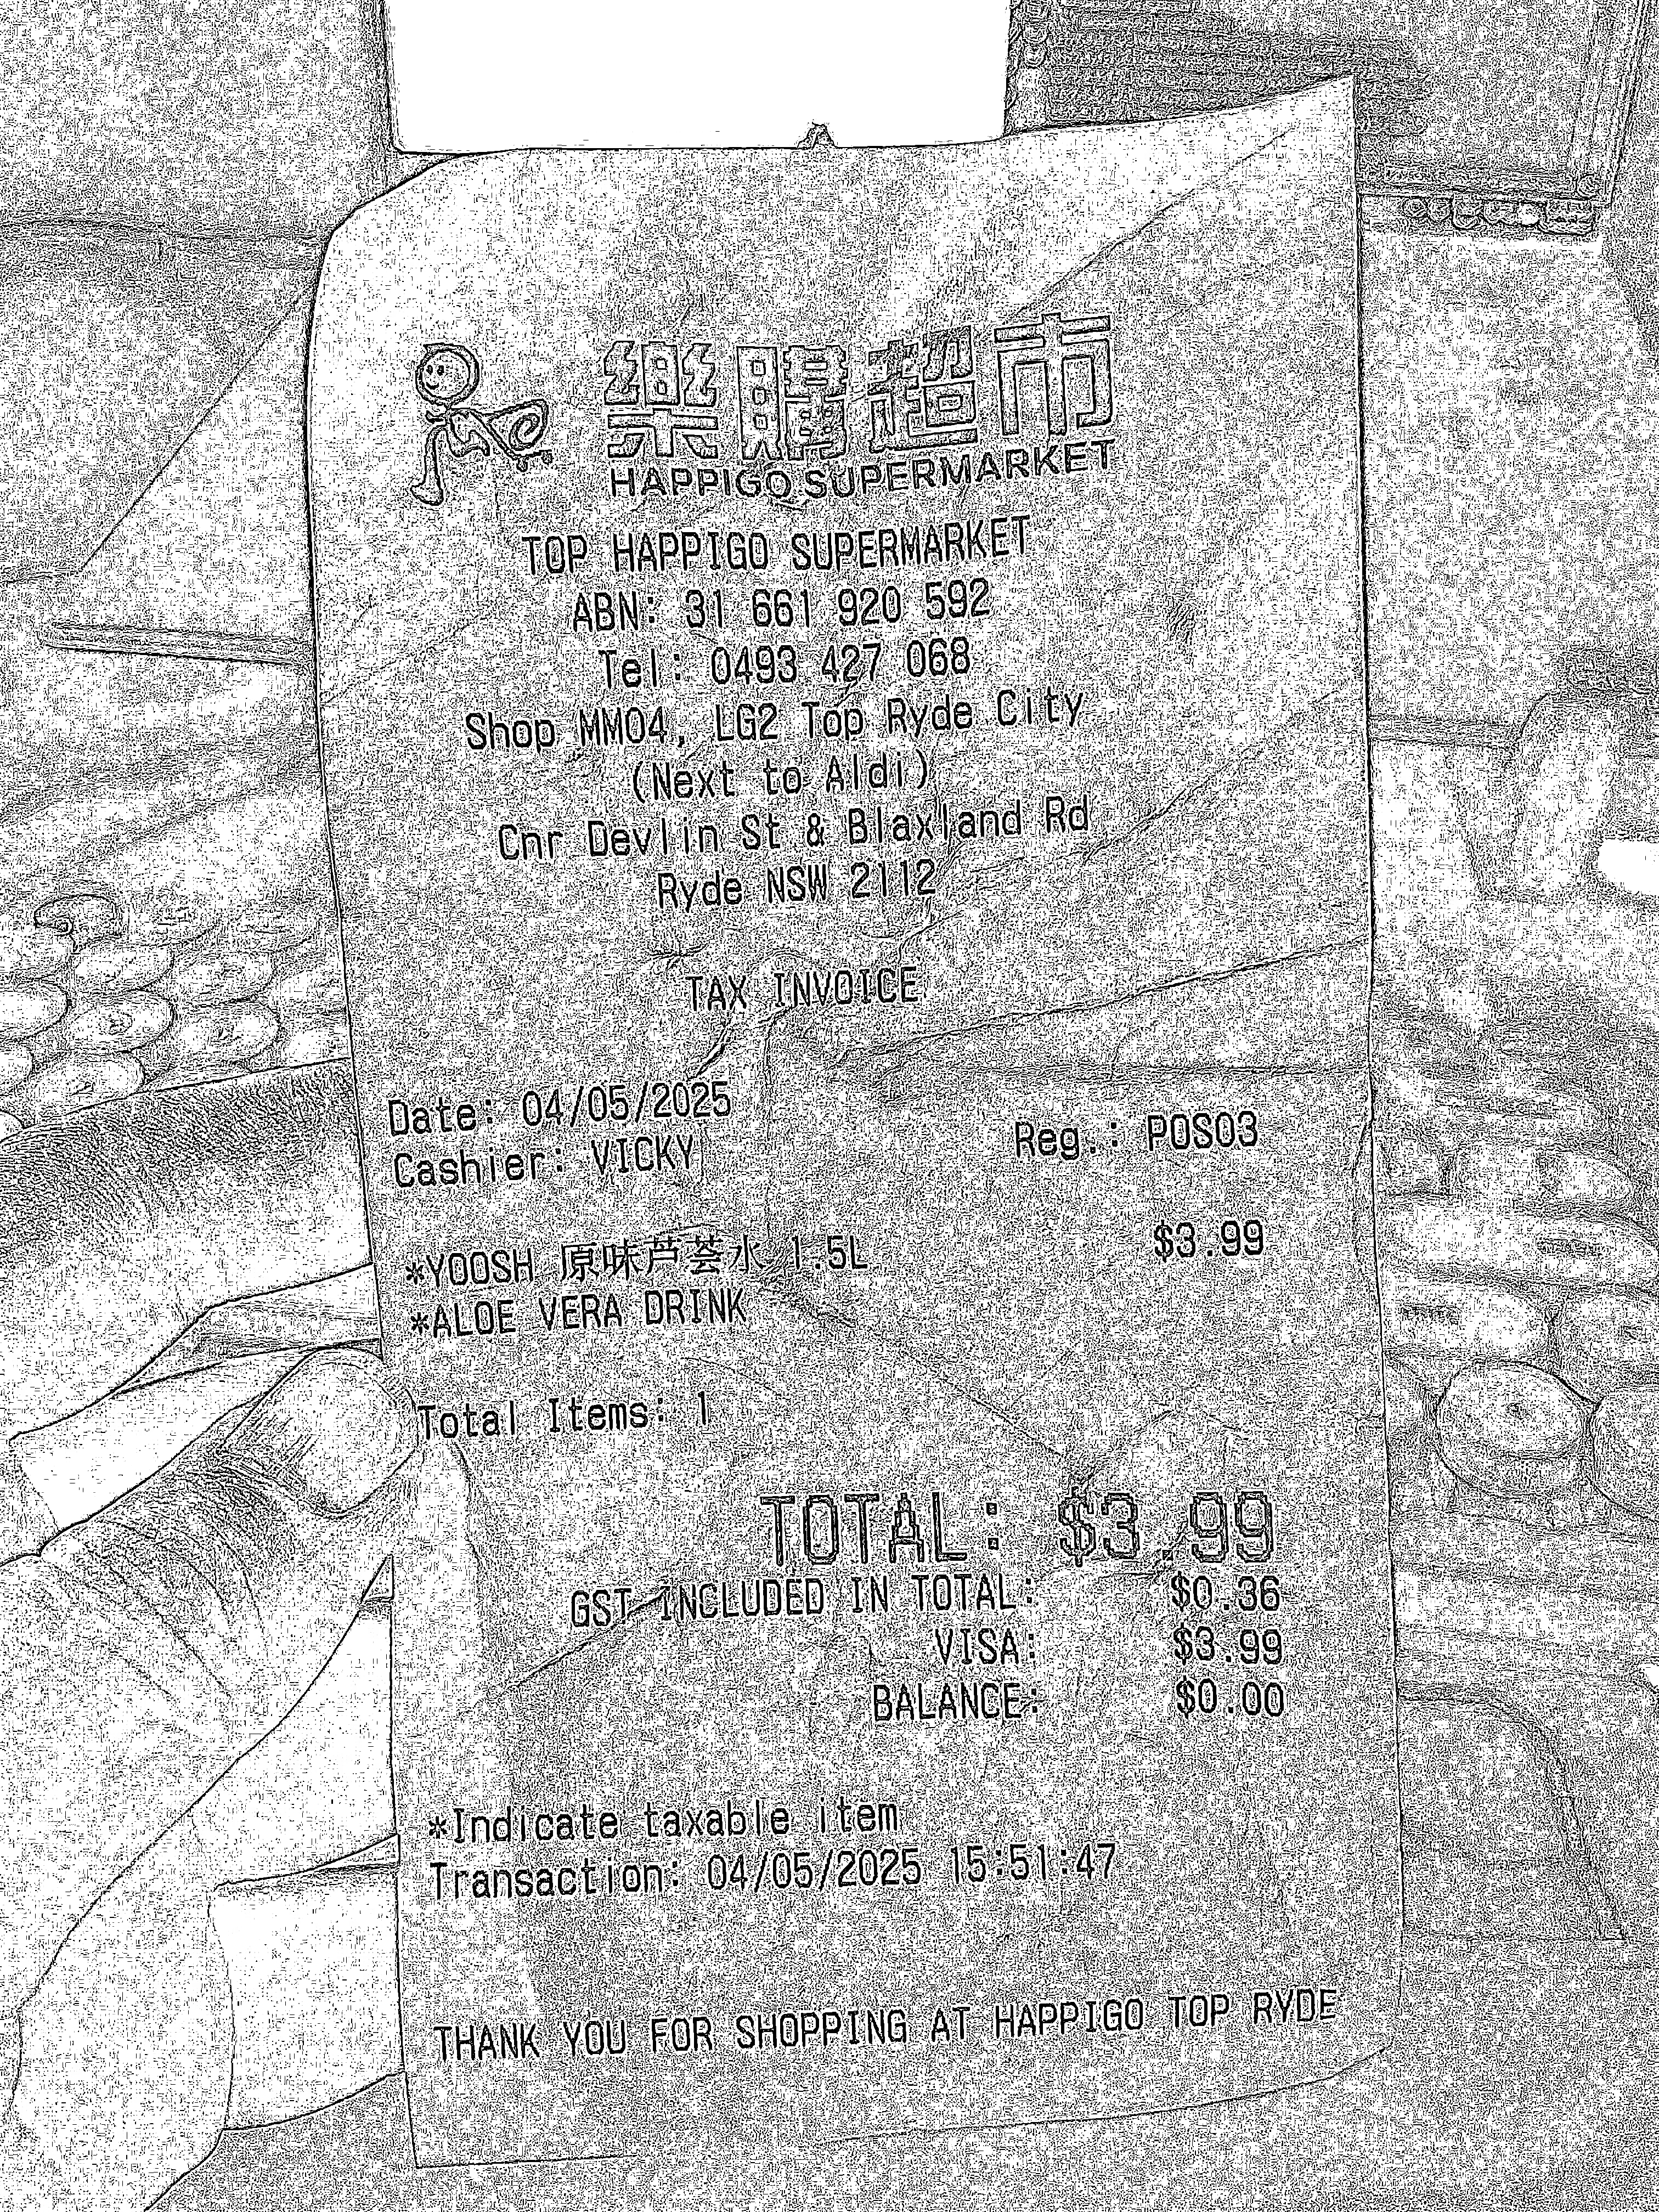 樂購超市
HAPPIGO SUPERMARKET
TOP HAPPIGO SUPERMARKET
ABN: 31 661 920 592
Tel: 0493 427 068
Shop MM04, LG2 Top Ryde City
(Next to Aldi)
Cnr Devlin St & Blaxland Rd
Ryde NSW 2112
TAX INVOICE
Date: 04/05/2025
Cashier: VICKY Reg.: POS03
*YOOSH 原味芦荟水 1.5L $3.99
*ALOE VERA DRINK
Total Items: 1
TOTAL: $3.99
GST INCLUDED IN TOTAL: $0.36
VISA: $3.99
BALANCE: $0.00
*Indicate taxable item
Transaction: 04/05/2025 15:51:47
THANK YOU FOR SHOPPING AT HAPPIGO TOP RYDE